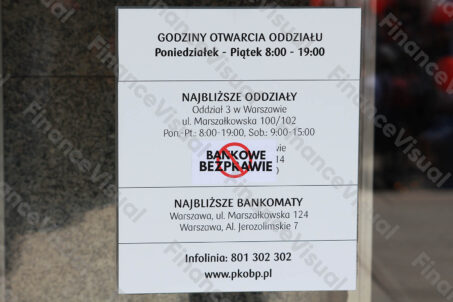 GODZINY OTWARCIA ODDZIAŁU
Poniedziałek - Piątek 8:00 - 19:00
NAJBLIŻSZE ODDZIAŁY
Oddział 3 w Warszawie
ul. Marszałkowska 100/102
Pon.-Pt.: 8:00-19:00, Sob.: 9:00-15:00
BANKOWE
BEZPRAWIE
NAJBLIŻSZE BANKOMATY
Warszawa, ul. Marszałkowska 124
Warszawa, Al. Jerozolimskie 7
Infolinia: 801 302 302
www.pkobp.pl
FinanceVisual